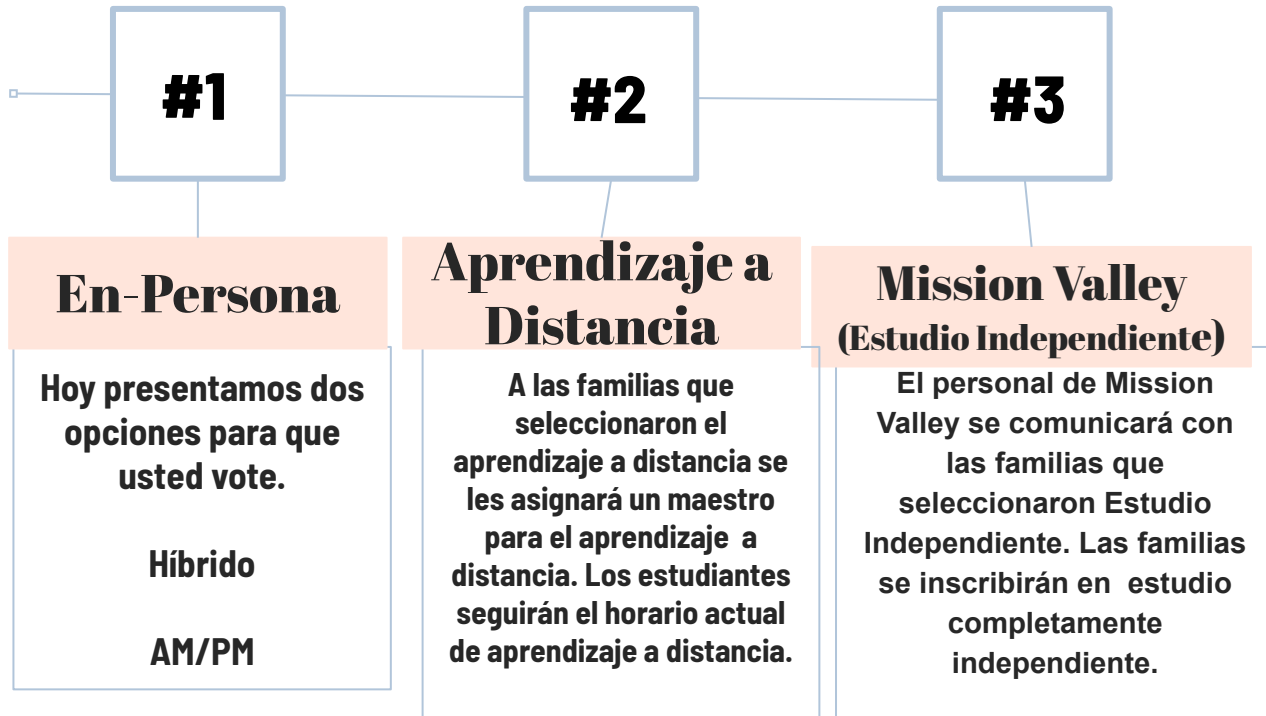 #1
En-Persona
Hoy presentamos dos
opciones para que
usted vote.
Híbrido
AM/PM
#2
Aprendizaje a
Distancia
A las familias que
seleccionaron el
aprendizaje a distancia se
les asignará un maestro
para el aprendizaje  a
distancia. Los estudiantes
seguirán el horario actual
de aprendizaje a distancia.
#3
Mission Valley
(Estudio Independiente)
El personal de Mission
Valley se comunicará con
las familias que
seleccionaron Estudio
Independiente. Las familias
se inscribirán en  estudio
completamente
independiente.